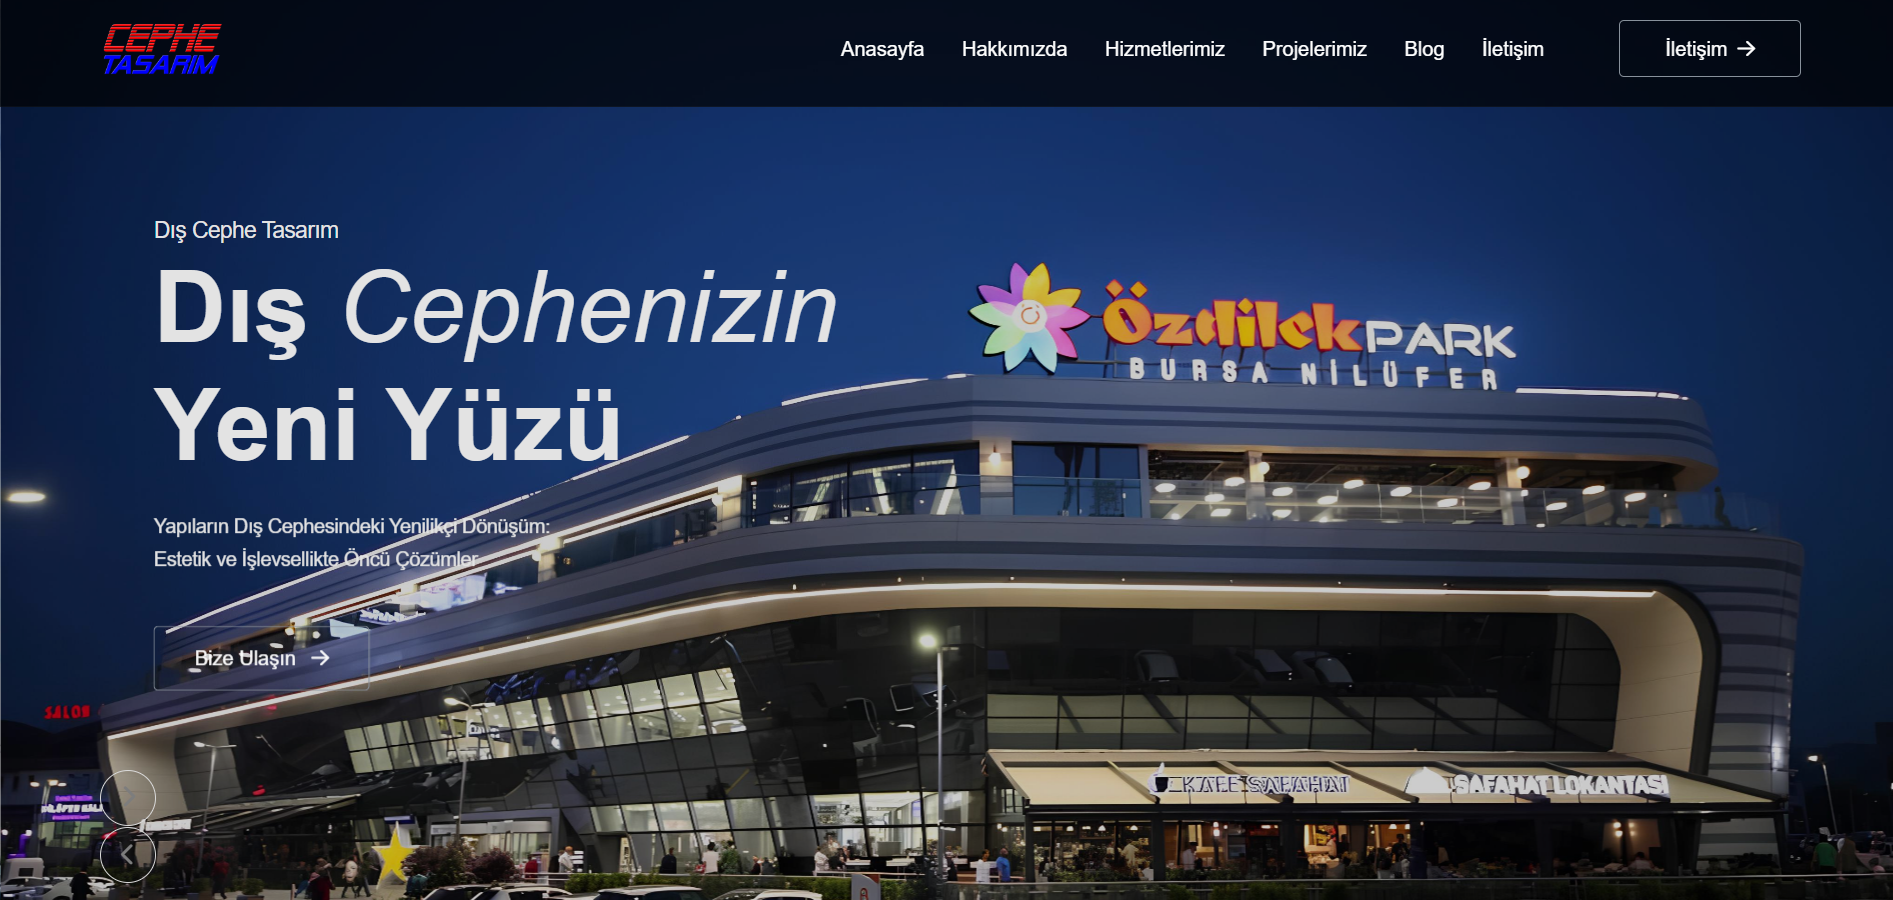 CEPHE
TASARIM
Anasayfa
Hakkımızda
Hizmetlerimiz
Projelerimiz
Blog
İletişim
İletişim
Dış Cephe Tasarım
Dış Cephenizin
Yeni Yüzü
ÖzdilekPARK
BURSA NİLÜFER
Yapıların Dış Cephesindeki Yenilikçi Dönüşüm:
Estetik ve İşlevsellikte Öncü Çözümler
Bize Ulaşın
SALON
KAFE SAFAHAT
SAFAHAT LOKANTASI